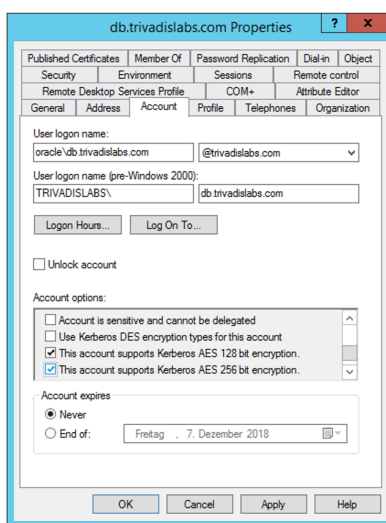 db.trivadislabs.com Properties ? x
Published Certificates Member Of Password Replication Dial-in Object
Security Environment Sessions Remote control
Remote Desktop Services Profile COM+ Attribute Editor
General Address Account Profile Telephones Organization
User logon name:
oracle\db.trivadislabs.com @trivadislabs.com
User logon name (pre-Windows 2000):
TRIVADISLABS\ db.trivadislabs.com
Logon Hours... Log On To...
Unlock account
Account options:
Account is sensitive and cannot be delegated
Use Kerberos DES encryption types for this account
This account supports Kerberos AES 128 bit encryption.
This account supports Kerberos AES 256 bit encryption.
Account expires
Never
End of: Freitag , 7. Dezember 2018
OK Cancel Apply Help